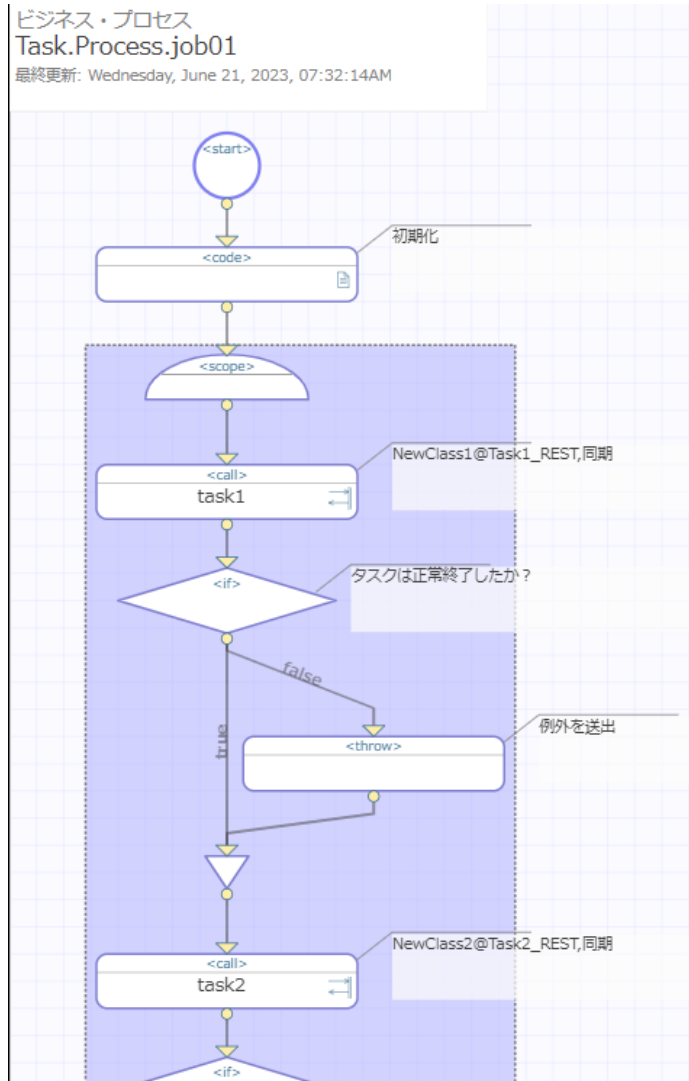 ビジネス・プロセス
Task.Process.job01
最終更新: Wednesday, June 21, 2023, 07:32:14AM
<start>
初期化
<code>
<scope>
NewClass1@Task1_REST,同期
<call>
task1
タスクは正常終了したか？
<if>
false
true
例外を送出
<throw>
NewClass2@Task2_REST,同期
<call>
task2
<if>